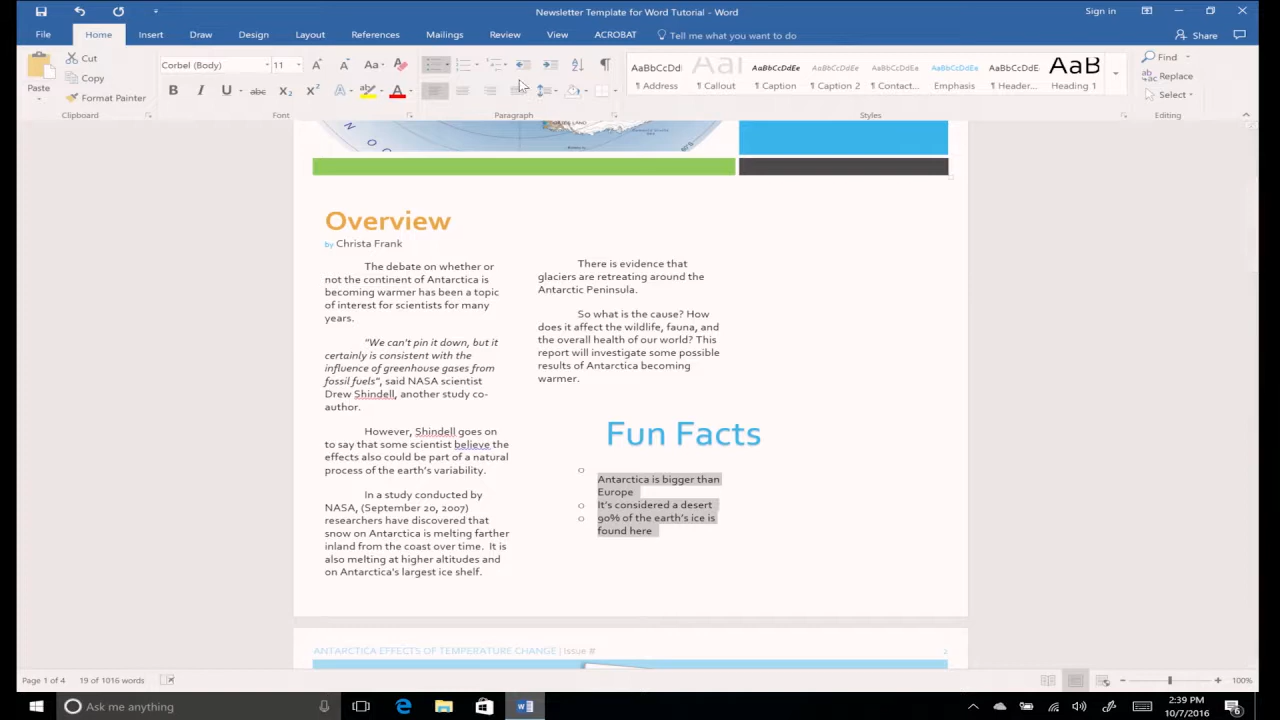 Newsletter Template for Word Tutorial - Word
Sign in
File Home Insert Draw Design Layout References Mailings Review View ACROBAT Tell me what you want to do Share
Paste
Cut
Copy
Format Painter
Clipboard
Corbel (Body) 11
Font
Paragraph
AaBbCcDd AaBl AaBbCcDdEe AaBbCcDdEe AaBbCcDdEe AaBbCcDdEe AaBbCcDdEe AaB
¶ Address ¶ Callout ¶ Caption ¶ Caption 2 ¶ Contact... Emphasis ¶ Header... Heading 1
Styles
Find
Replace
Select
Editing
Overview
by Christa Frank
The debate on whether or
not the continent of Antarctica is
becoming warmer has been a topic
of interest for scientists for many
years.
"We can't pin it down, but it
certainly is consistent with the
influence of greenhouse gases from
fossil fuels", said NASA scientist
Drew Shindell, another study co-
author.
However, Shindell goes on
to say that some scientist believe the
effects also could be part of a natural
process of the earth's variability.
In a study conducted by
NASA, (September 20, 2007)
researchers have discovered that
snow on Antarctica is melting farther
inland from the coast over time. It is
also melting at higher altitudes and
on Antarctica's largest ice shelf.
There is evidence that
glaciers are retreating around the
Antarctic Peninsula.
So what is the cause? How
does it affect the wildlife, fauna, and
the overall health of our world? This
report will investigate some possible
results of Antarctica becoming
warmer.
Fun Facts
Antarctica is bigger than
Europe
It's considered a desert
90% of the earth's ice is
found here
ANTARCTICA EFFECTS OF TEMPERATURE CHANGE | Issue # 2
Page 1 of 4 19 of 1016 words 100%
Ask me anything
2:39 PM
10/7/2016
6